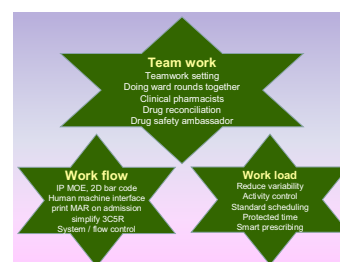 Team work
Teamwork setting
Doing ward rounds together
Clinical pharmacists
Drug reconciliation
Drug safety ambassador
Work flow
IP MOE, 2D bar code
Human machine interface
print MAR on admission
simplify 3C5R
System / flow control
Work load
Reduce variability
Activity control
Standard scheduling
Protected time
Smart prescribing